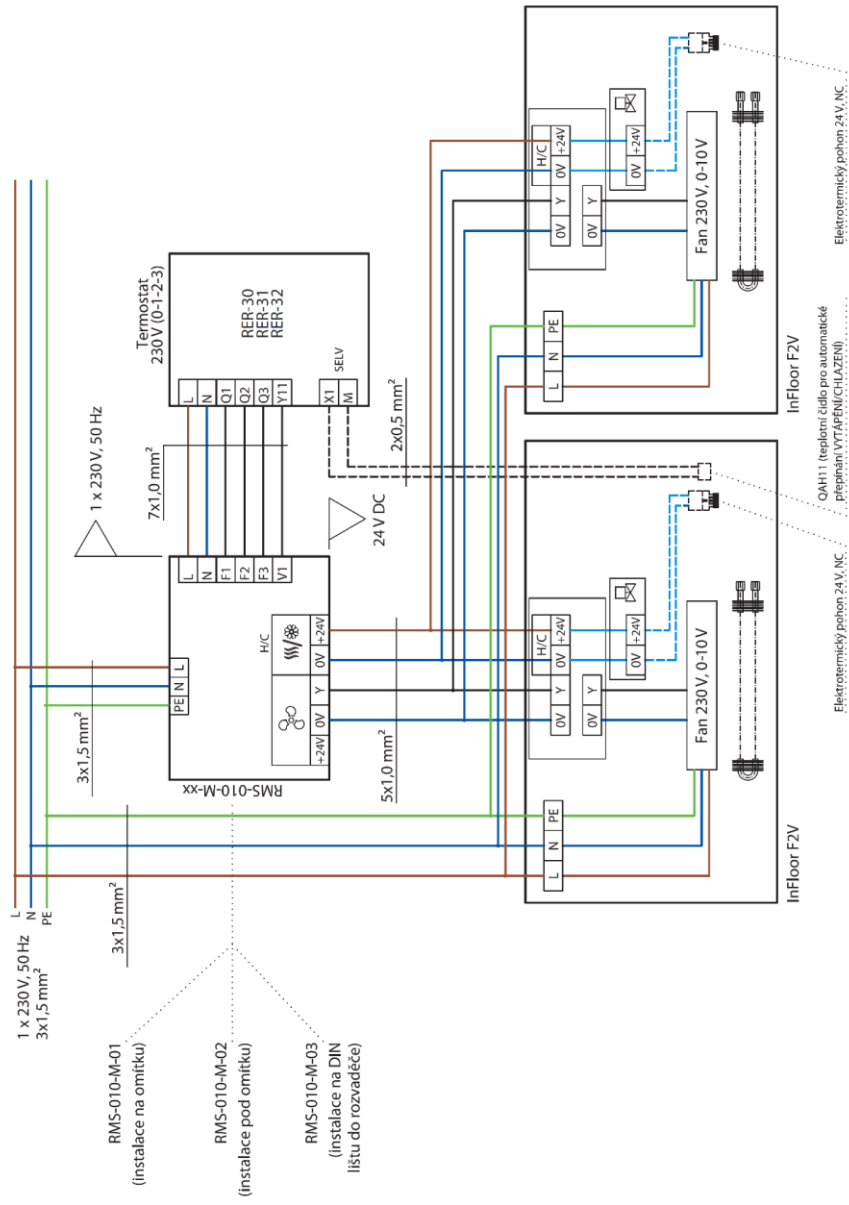 L
N
PE
1 x 230 V, 50 Hz
3x1,5 mm²
3x1,5 mm²
3x1,5 mm²
RMS-010-M-01
(instalace na omítku)
RMS-010-M-02
(instalace pod omítku)
RMS-010-M-03
(instalace na DIN
lištu do rozvaděče)
RMS-010-M-xx
PE N L
L
N
F1
F2
F3
V1
H/C
+24V 0V Y 0V +24V
1 x 230 V, 50 Hz
7x1,0 mm²
24 V DC
5x1,0 mm²
Termostat
230 V (0-1-2-3)
RER-30
RER-31
RER-32
L
N
Q1
Q2
Q3
Y11
SELV
X1
M
2x0,5 mm²
L N PE
H/C
0V Y 0V +24V
0V Y
0V +24V
Fan 230 V, 0-10 V
InFloor F2V
Elektrotermický pohon 24 V, NC
QAH11 (teplotní čidlo pro automatické
přepínání VYTÁPĚNÍ/CHLAZENÍ)
L N PE
H/C
0V Y 0V +24V
0V Y
0V +24V
Fan 230 V, 0-10 V
InFloor F2V
Elektrotermický pohon 24 V, NC